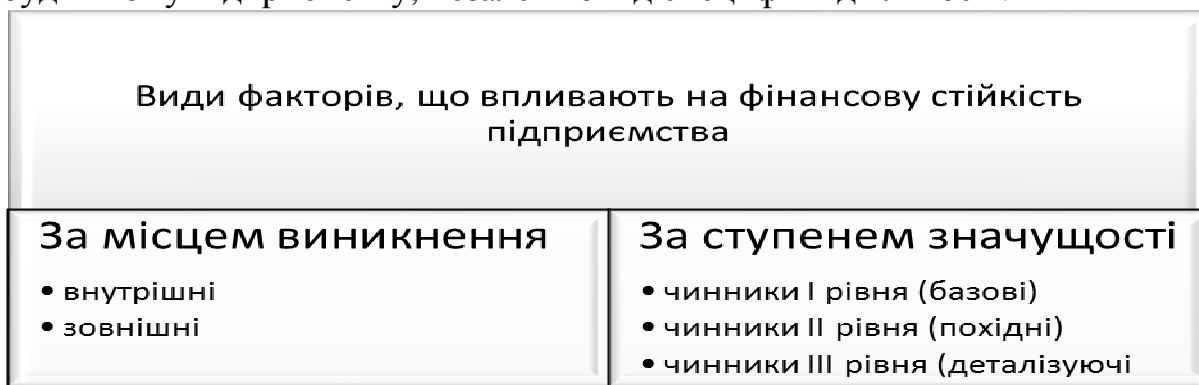 Види факторів, що впливають на фінансову стійкість
підприємства
За місцем виникнення
• внутрішні
• зовнішні
За ступенем значущості
• чинники І рівня (базові)
• чинники ІІ рівня (похідні)
• чинники ІІІ рівня (деталізуючі